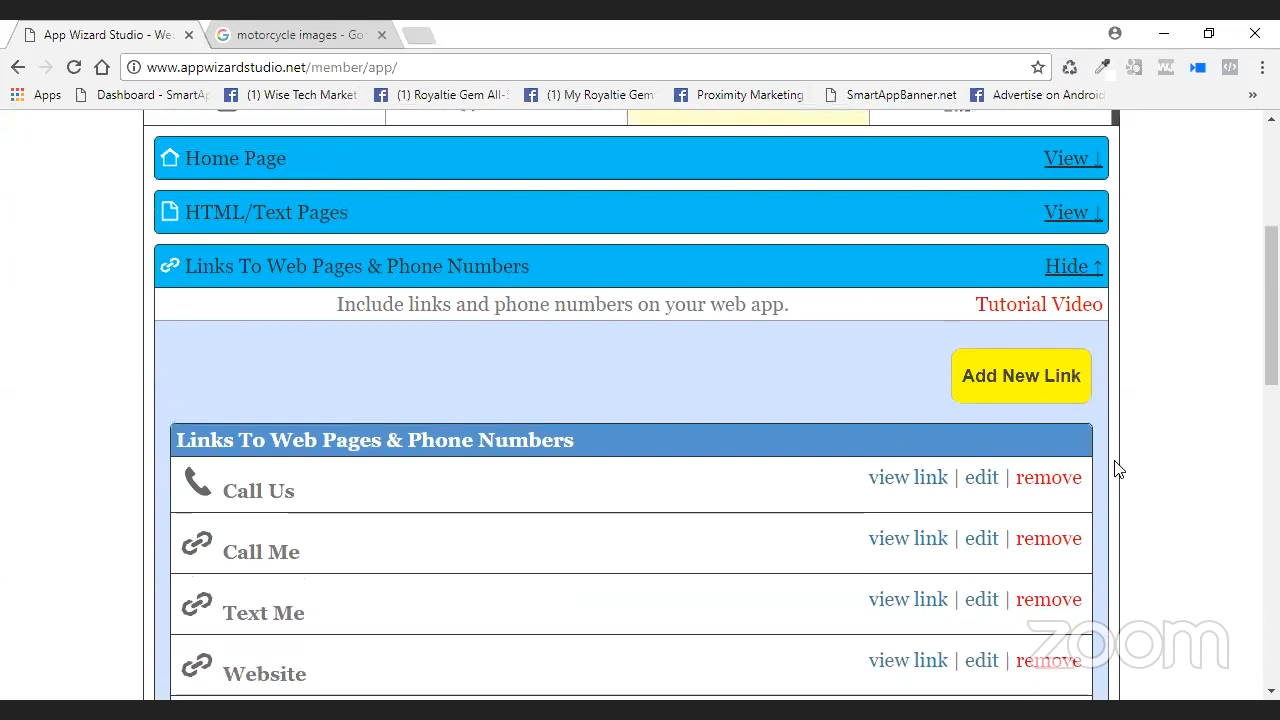 App Wizard Studio - We
motorcycle images - Go
www.appwizardstudio.net/member/app/
Apps
Dashboard - SmartA
(1) Wise Tech Market
(1) Royaltie Gem All-
(1) My Royaltie Gem
Proximity Marketing
SmartAppBanner.net
Advertise on Android
»
Home Page View ↓
HTML/Text Pages View ↓
Links To Web Pages & Phone Numbers Hide ↑
Include links and phone numbers on your web app. Tutorial Video
Add New Link
Links To Web Pages & Phone Numbers
Call Us view link | edit | remove
Call Me view link | edit | remove
Text Me view link | edit | remove
Website view link | edit | remove
zoom